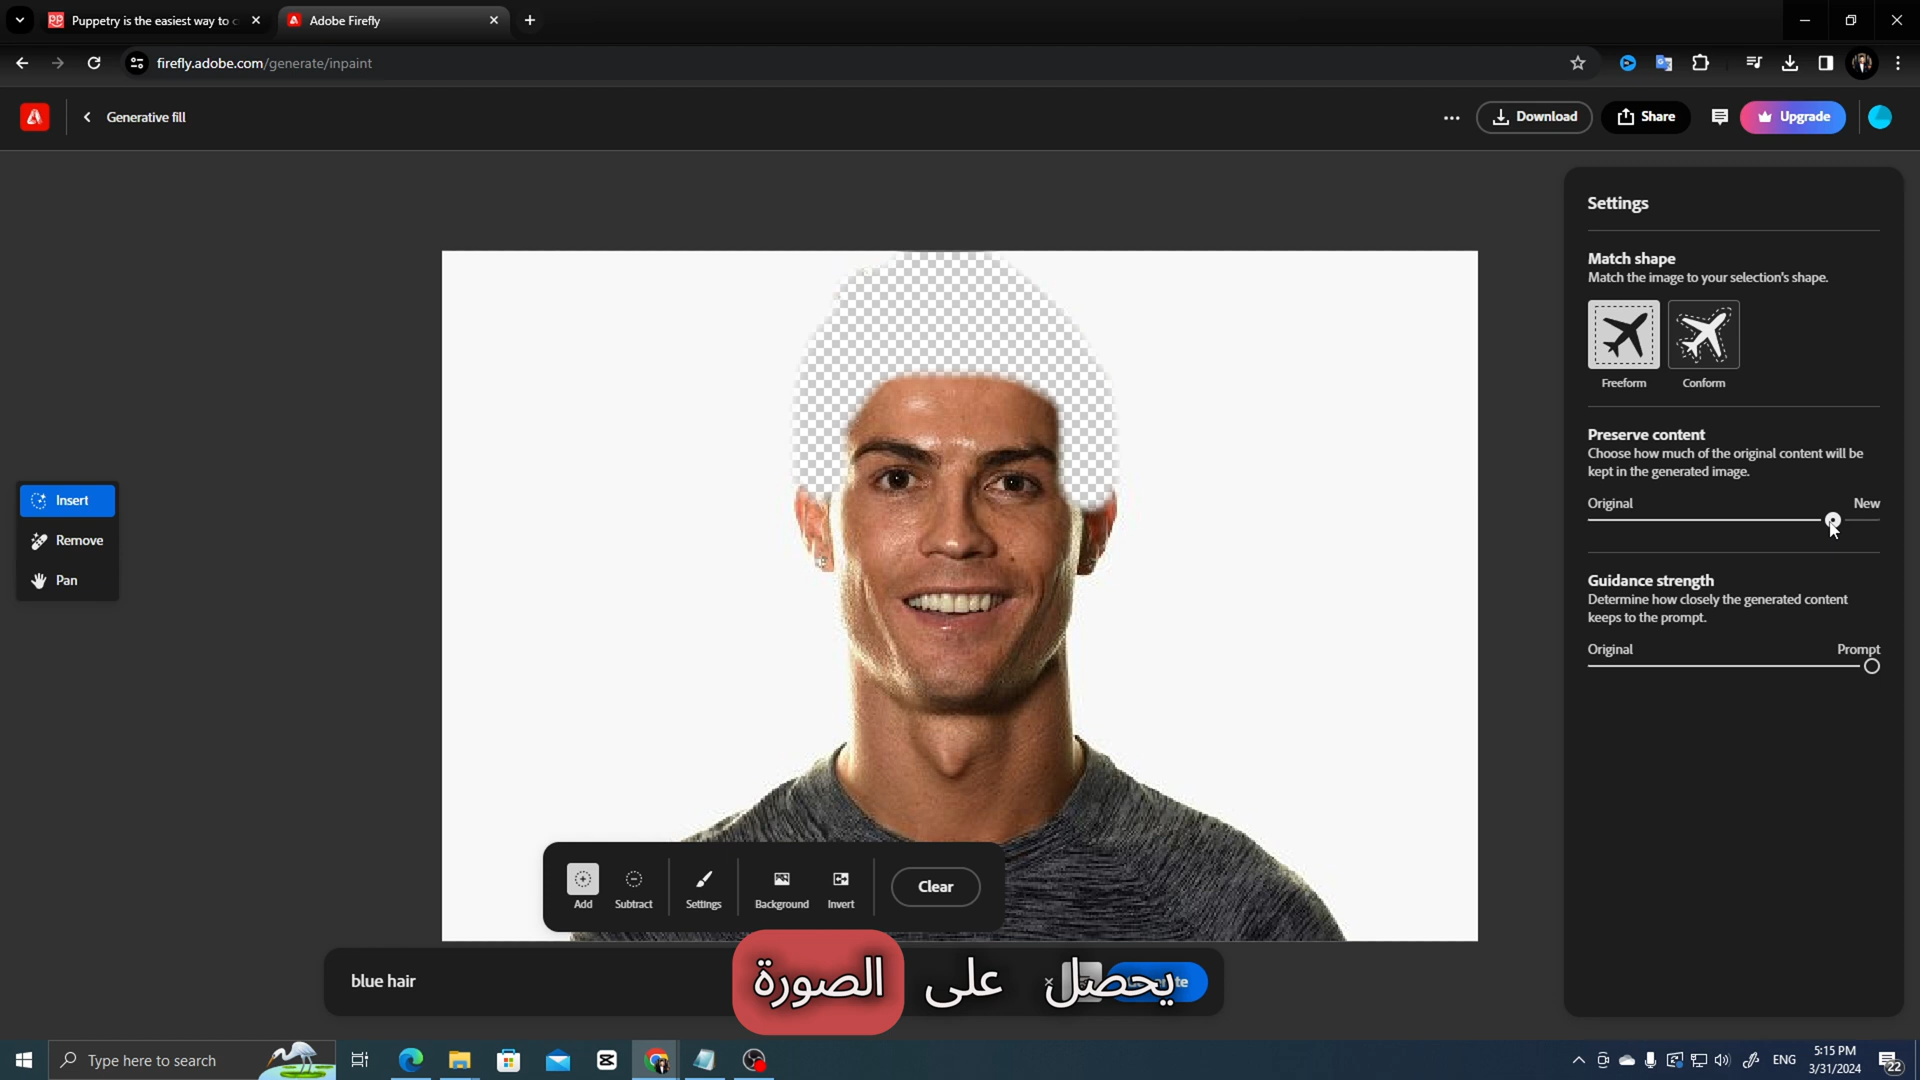 Puppetry is the easiest way to c
Adobe Firefly
firefly.adobe.com/generate/inpaint
Generative fill
Download
Share
Upgrade
Settings
Match shape
Match the image to your selection's shape.
Freeform
Conform
Preserve content
Choose how much of the original content will be
kept in the generated image.
Original
New
Guidance strength
Determine how closely the generated content
keeps to the prompt.
Original
Prompt
Insert
Remove
Pan
Add
Subtract
Settings
Background
Invert
Clear
blue hair
يحصل على الصورة
Type here to search
ENG
5:15 PM
3/31/2024
22